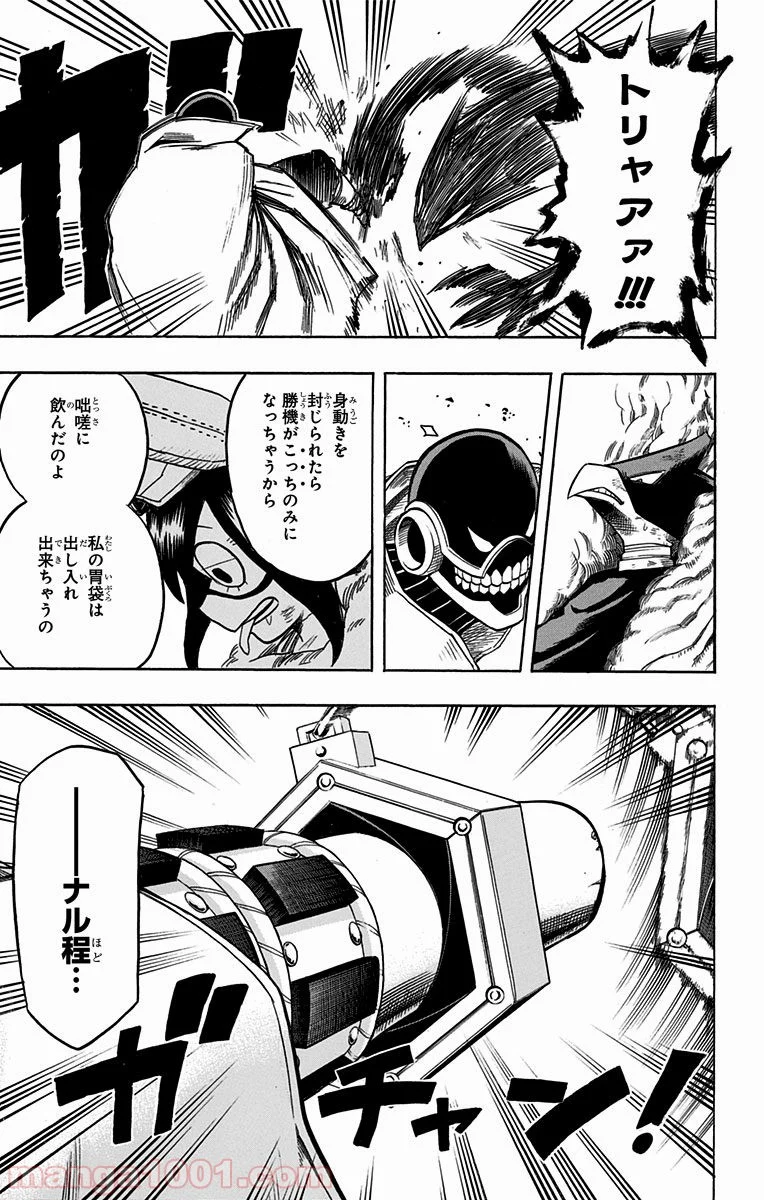 トリャアァ!!!
ガガ
身動きを
封じられたら
勝機がこっちのみに
なっちゃうから
咄嗟に
飲んだのよ
私の胃袋は
出し入れ
出来ちゃうの
――ナル程…
ガチャン!
manga1001.com